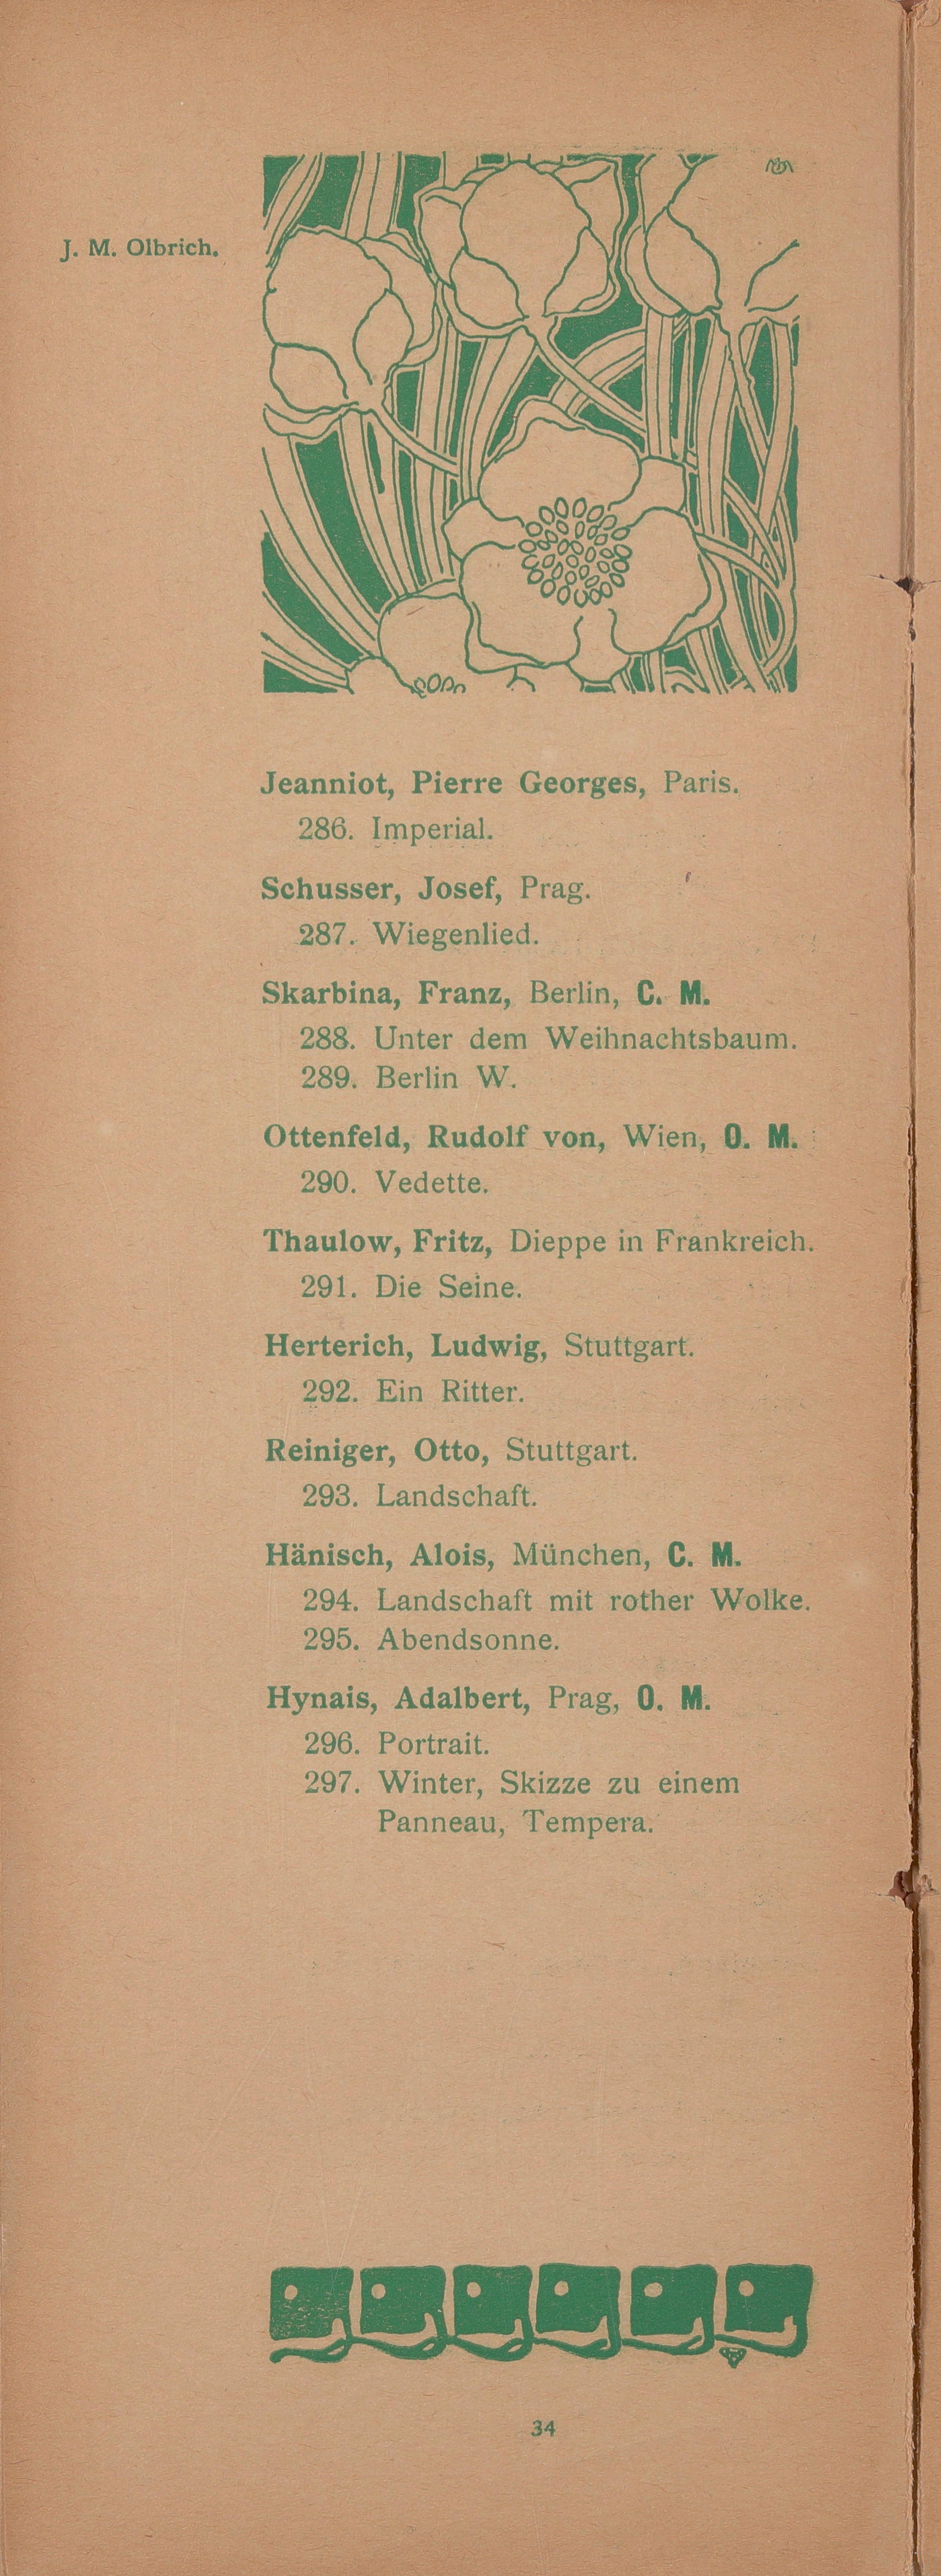 J. M. Olbrich.
Jeanniot, Pierre Georges, Paris.
286. Imperial.
Schusser, Josef, Prag.
287. Wiegenlied.
Skarbina, Franz, Berlin, C. M.
288. Unter dem Weihnachtsbaum.
289. Berlin W.
Ottenfeld, Rudolf von, Wien, O. M.
290. Vedette.
Thaulow, Fritz, Dieppe in Frankreich.
291. Die Seine.
Herterich, Ludwig, Stuttgart.
292. Ein Ritter.
Reiniger, Otto, Stuttgart.
293. Landschaft.
Hänisch, Alois, München, C. M.
294. Landschaft mit rother Wolke.
295. Abendsonne.
Hynais, Adalbert, Prag, O. M.
296. Portrait.
297. Winter, Skizze zu einem
Panneau, Tempera.
34